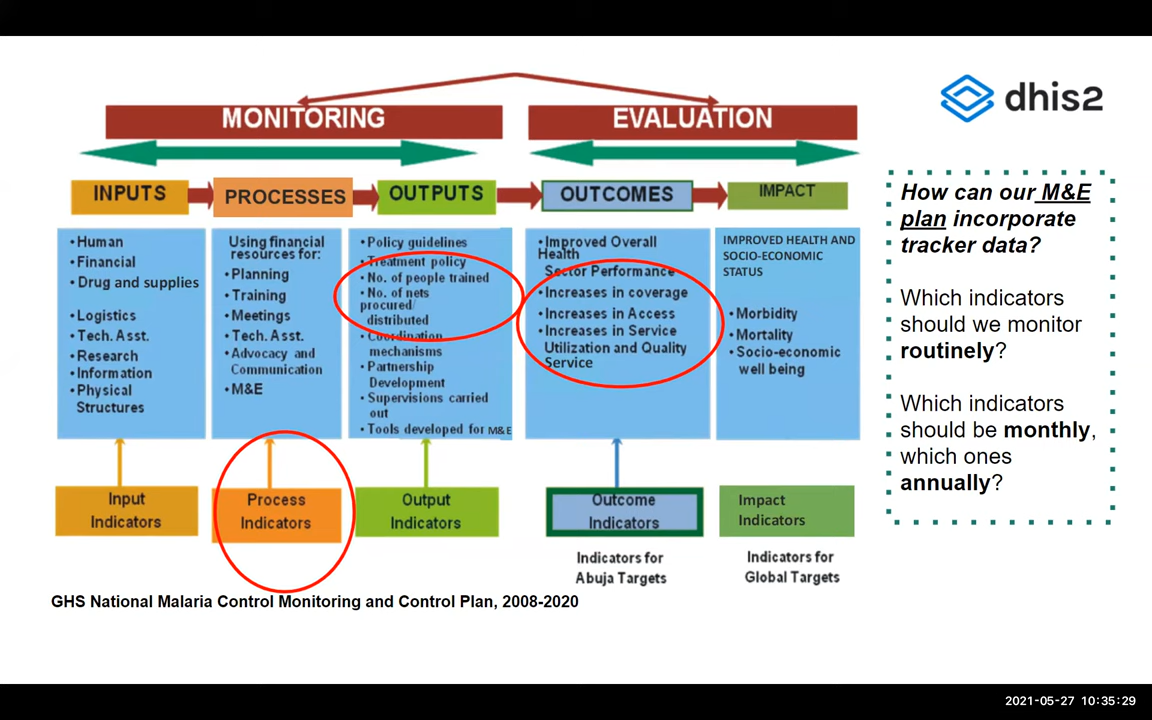 MONITORING
EVALUATION
dhis2
INPUTS
PROCESSES
OUTPUTS
OUTCOMES
IMPACT
• Human
• Financial
• Drug and supplies
• Logistics
• Tech. Asst.
• Research
• Information
• Physical
Structures
Using financial
resources for:
• Planning
• Training
• Meetings
• Tech. Asst.
• Advocacy and
Communication
• M&E
• Policy guidelines
• Treatment policy
• No. of people trained
• No. of nets
procured/
distributed
• Coordination
mechanisms
• Partnership
Development
• Supervisions carried
out
• Tools developed for M&E
• Improved Overall
Health
Sector Performance
• Increases in coverage
• Increases in Access
• Increases in Service
Utilization and Quality
Service
IMPROVED HEALTH AND
SOCIO-ECONOMIC
STATUS
• Morbidity
• Mortality
• Socio-economic
well being
Input
Indicators
Process
Indicators
Output
Indicators
Outcome
Indicators
Impact
Indicators
Indicators for
Abuja Targets
Indicators for
Global Targets
GHS National Malaria Control Monitoring and Control Plan, 2008-2020
How can our M&E
plan incorporate
tracker data?
Which indicators
should we monitor
routinely?
Which indicators
should be monthly,
which ones
annually?
2021-05-27 10:35:29